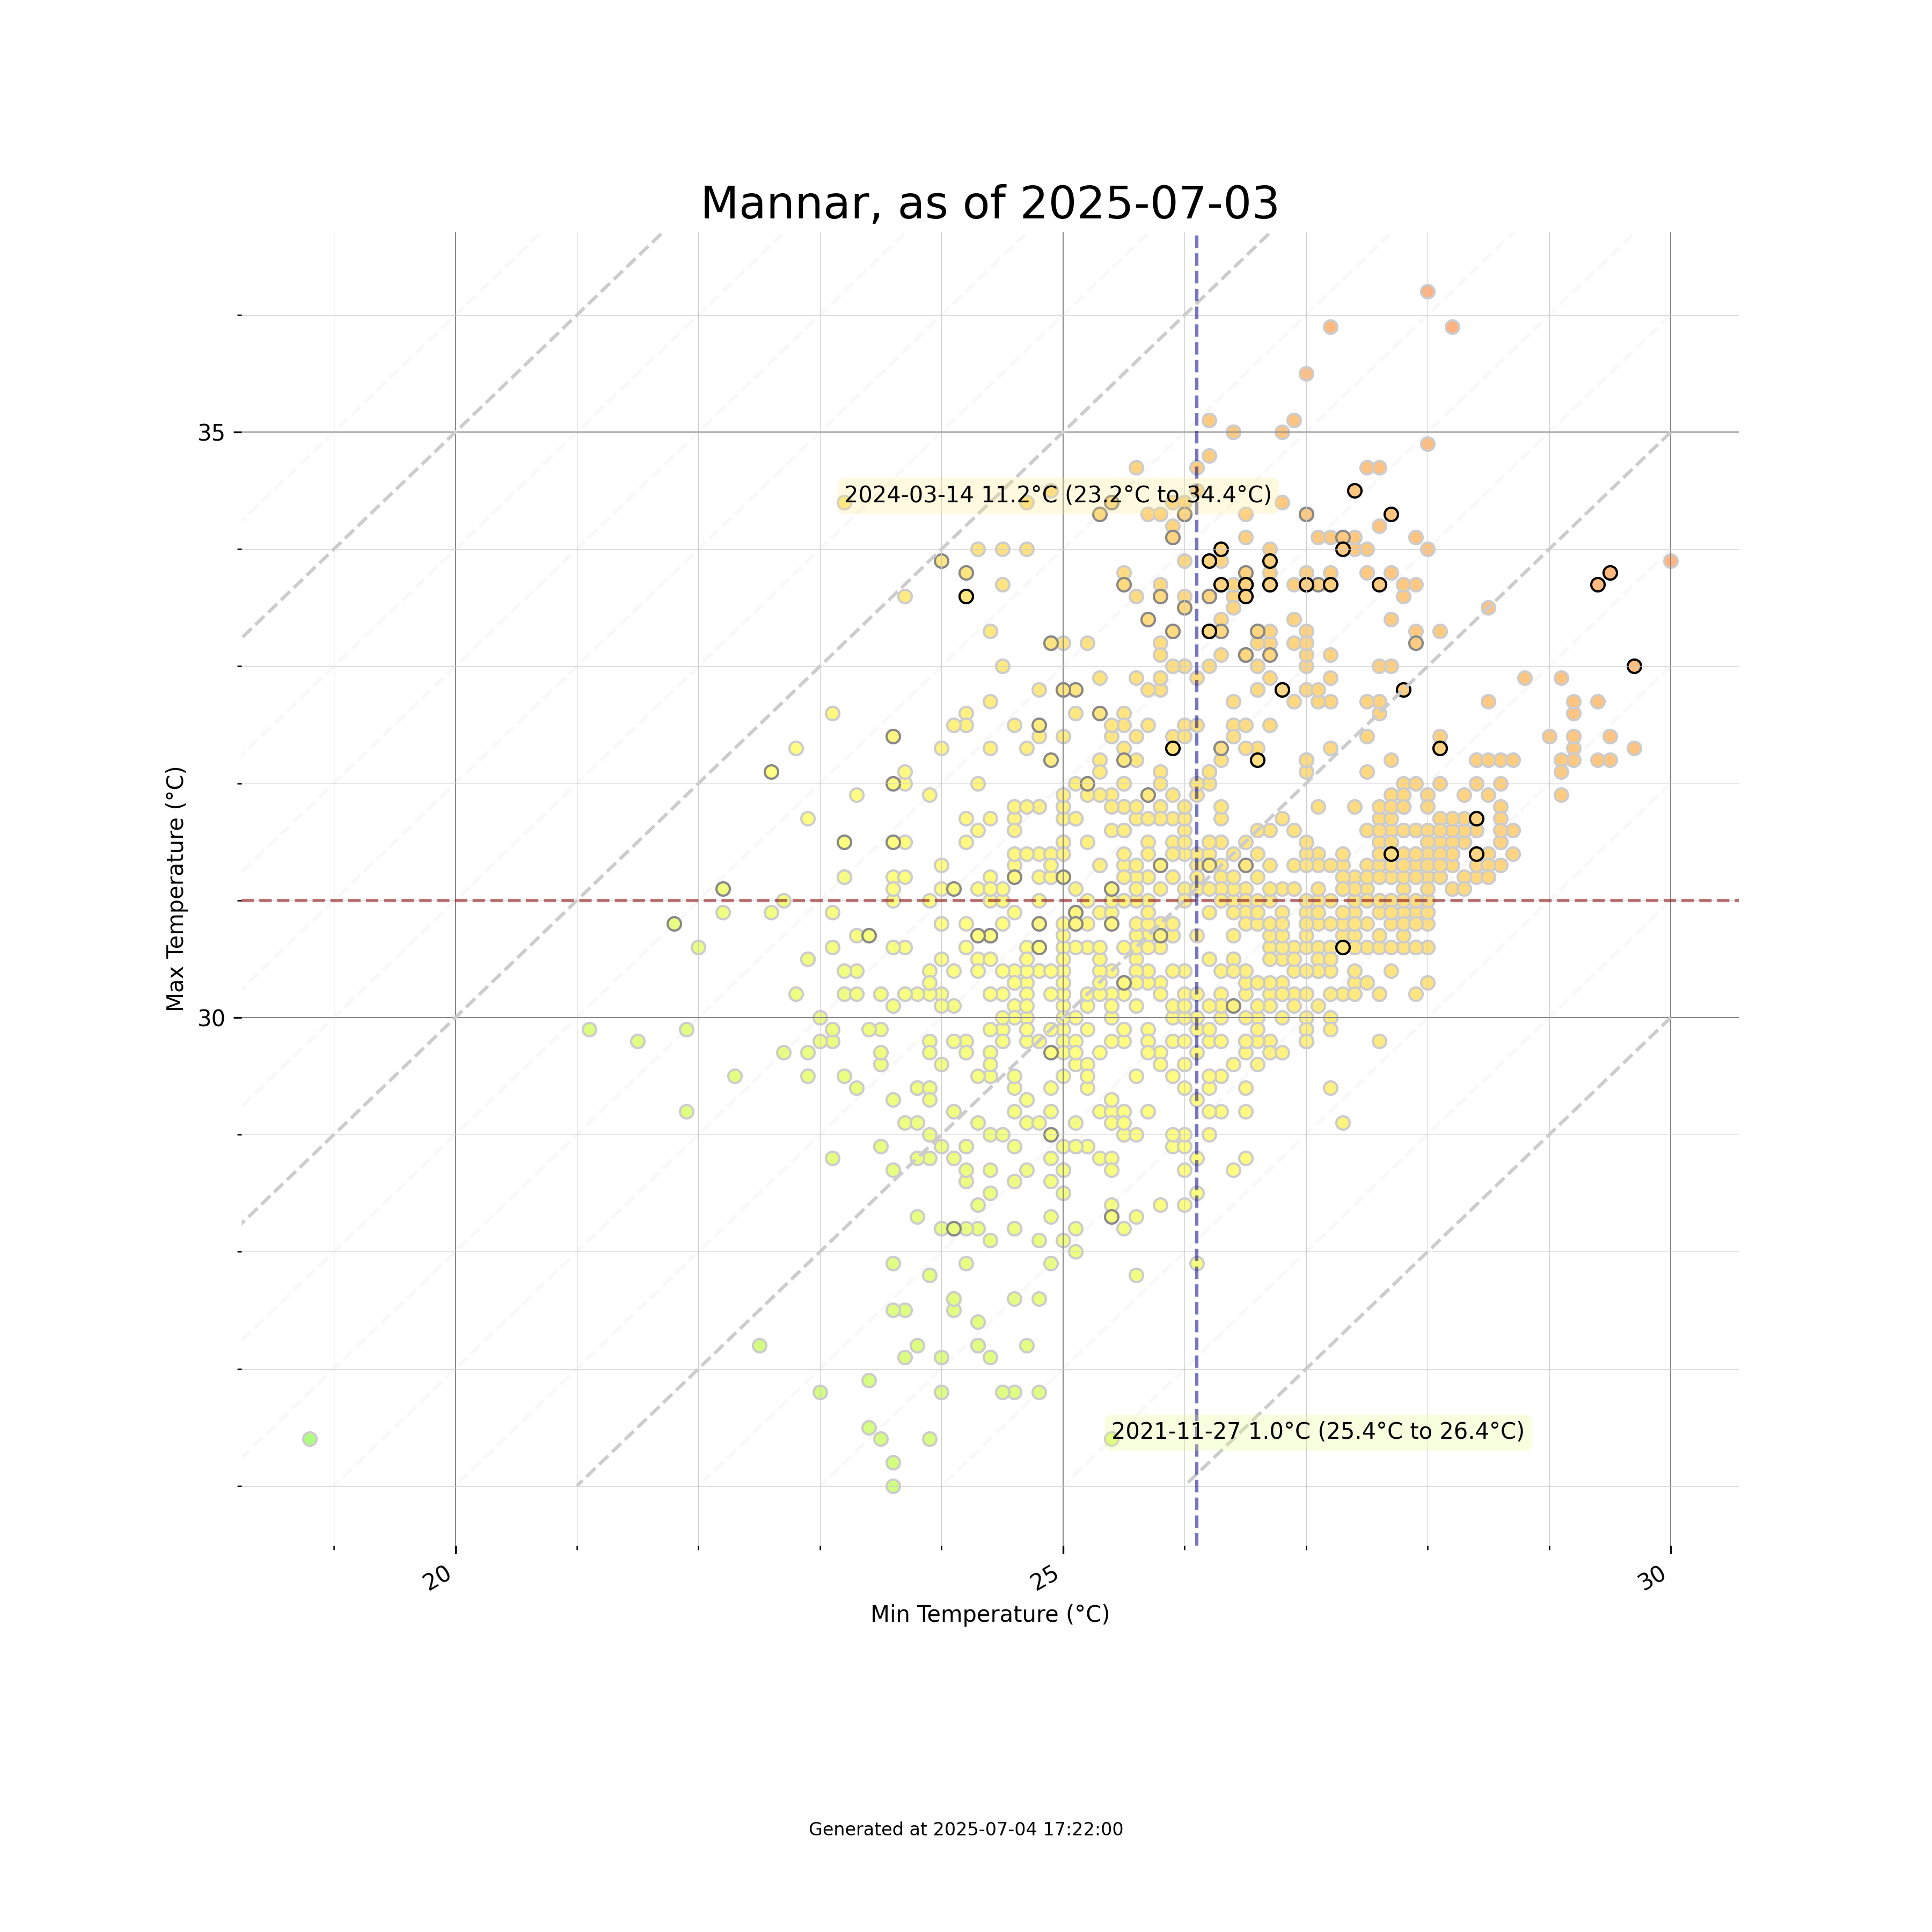 Mannar, as of 2025-07-03
35
2024-03-14 11.2°C (23.2°C to 34.4°C)
Max Temperature (°C)
30
2021-11-27 1.0°C (25.4°C to 26.4°C)
20
25
30
Min Temperature (°C)
Generated at 2025-07-04 17:22:00